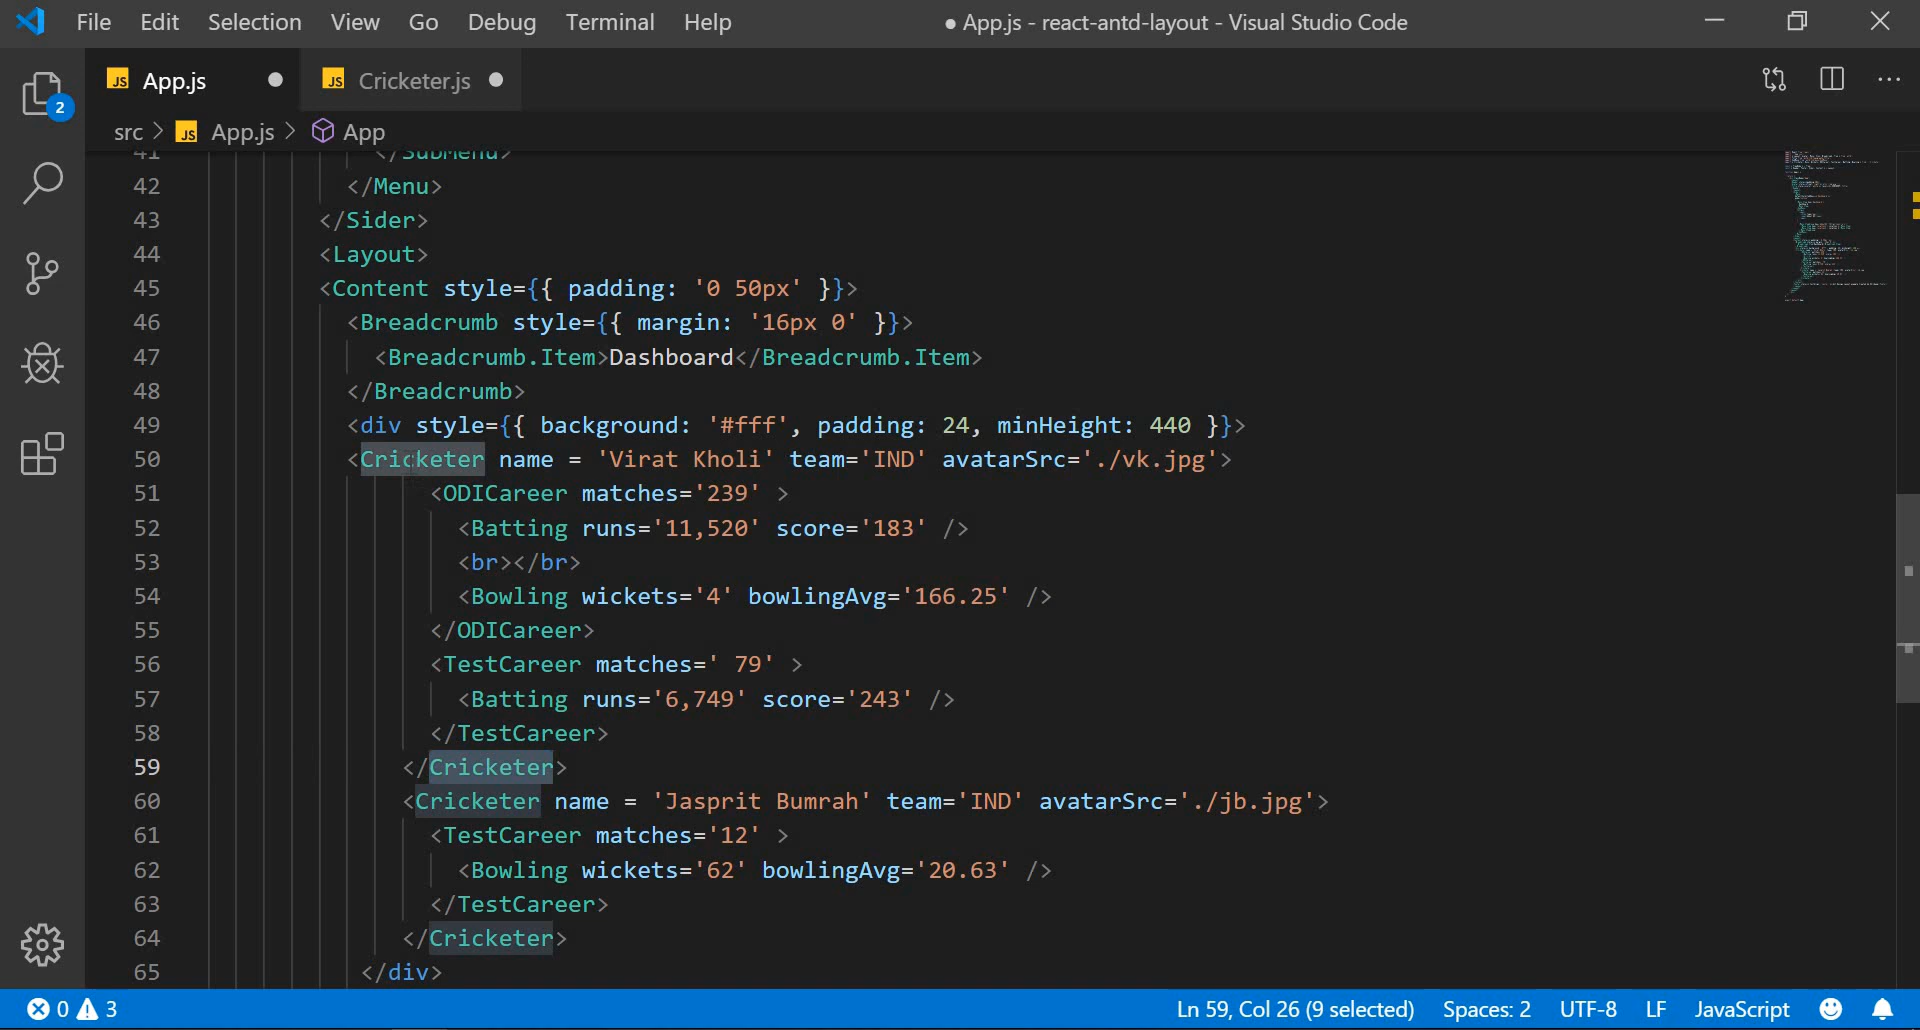 File Edit Selection View Go Debug Terminal Help ● App.js - react-antd-layout - Visual Studio Code
JS App.js ● JS Cricketer.js ●
2
src > JS App.js > App
41 </SubMenu>
42 </Menu>
43 </Sider>
44 <Layout>
45 <Content style={{ padding: '0 50px' }}>
46 <Breadcrumb style={{ margin: '16px 0' }}>
47 <Breadcrumb.Item>Dashboard</Breadcrumb.Item>
48 </Breadcrumb>
49 <div style={{ background: '#fff', padding: 24, minHeight: 440 }}>
50 <Cricketer name = 'Virat Kholi' team='IND' avatarSrc='./vk.jpg'>
51 <ODICareer matches='239' >
52 <Batting runs='11,520' score='183' />
53 <br></br>
54 <Bowling wickets='4' bowlingAvg='166.25' />
55 </ODICareer>
56 <TestCareer matches=' 79' >
57 <Batting runs='6,749' score='243' />
58 </TestCareer>
59 </Cricketer>
60 <Cricketer name = 'Jasprit Bumrah' team='IND' avatarSrc='./jb.jpg'>
61 <TestCareer matches='12' >
62 <Bowling wickets='62' bowlingAvg='20.63' />
63 </TestCareer>
64 </Cricketer>
65 </div>
0 3 Ln 59, Col 26 (9 selected) Spaces: 2 UTF-8 LF JavaScript